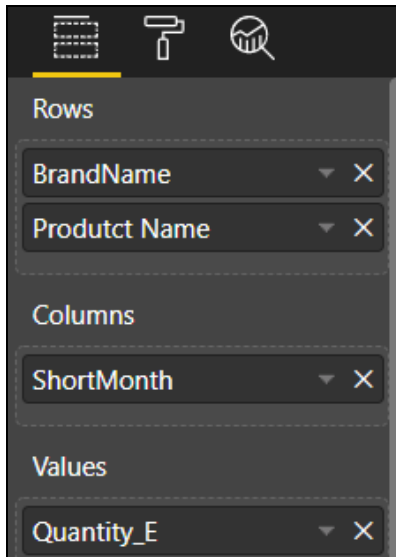 Rows
BrandName
Produtct Name
Columns
ShortMonth
Values
Quantity_E